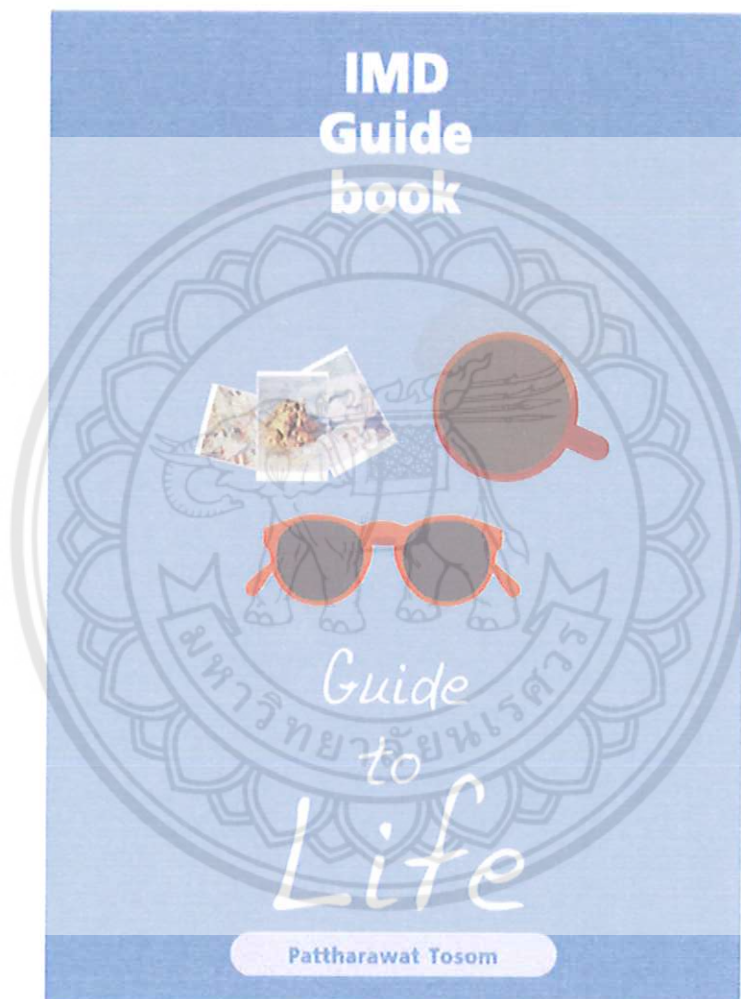 IMD
Guide
book
Guide
to
Life
มหาวิทยาลัยนเรศวร
Pattharawat Tosom